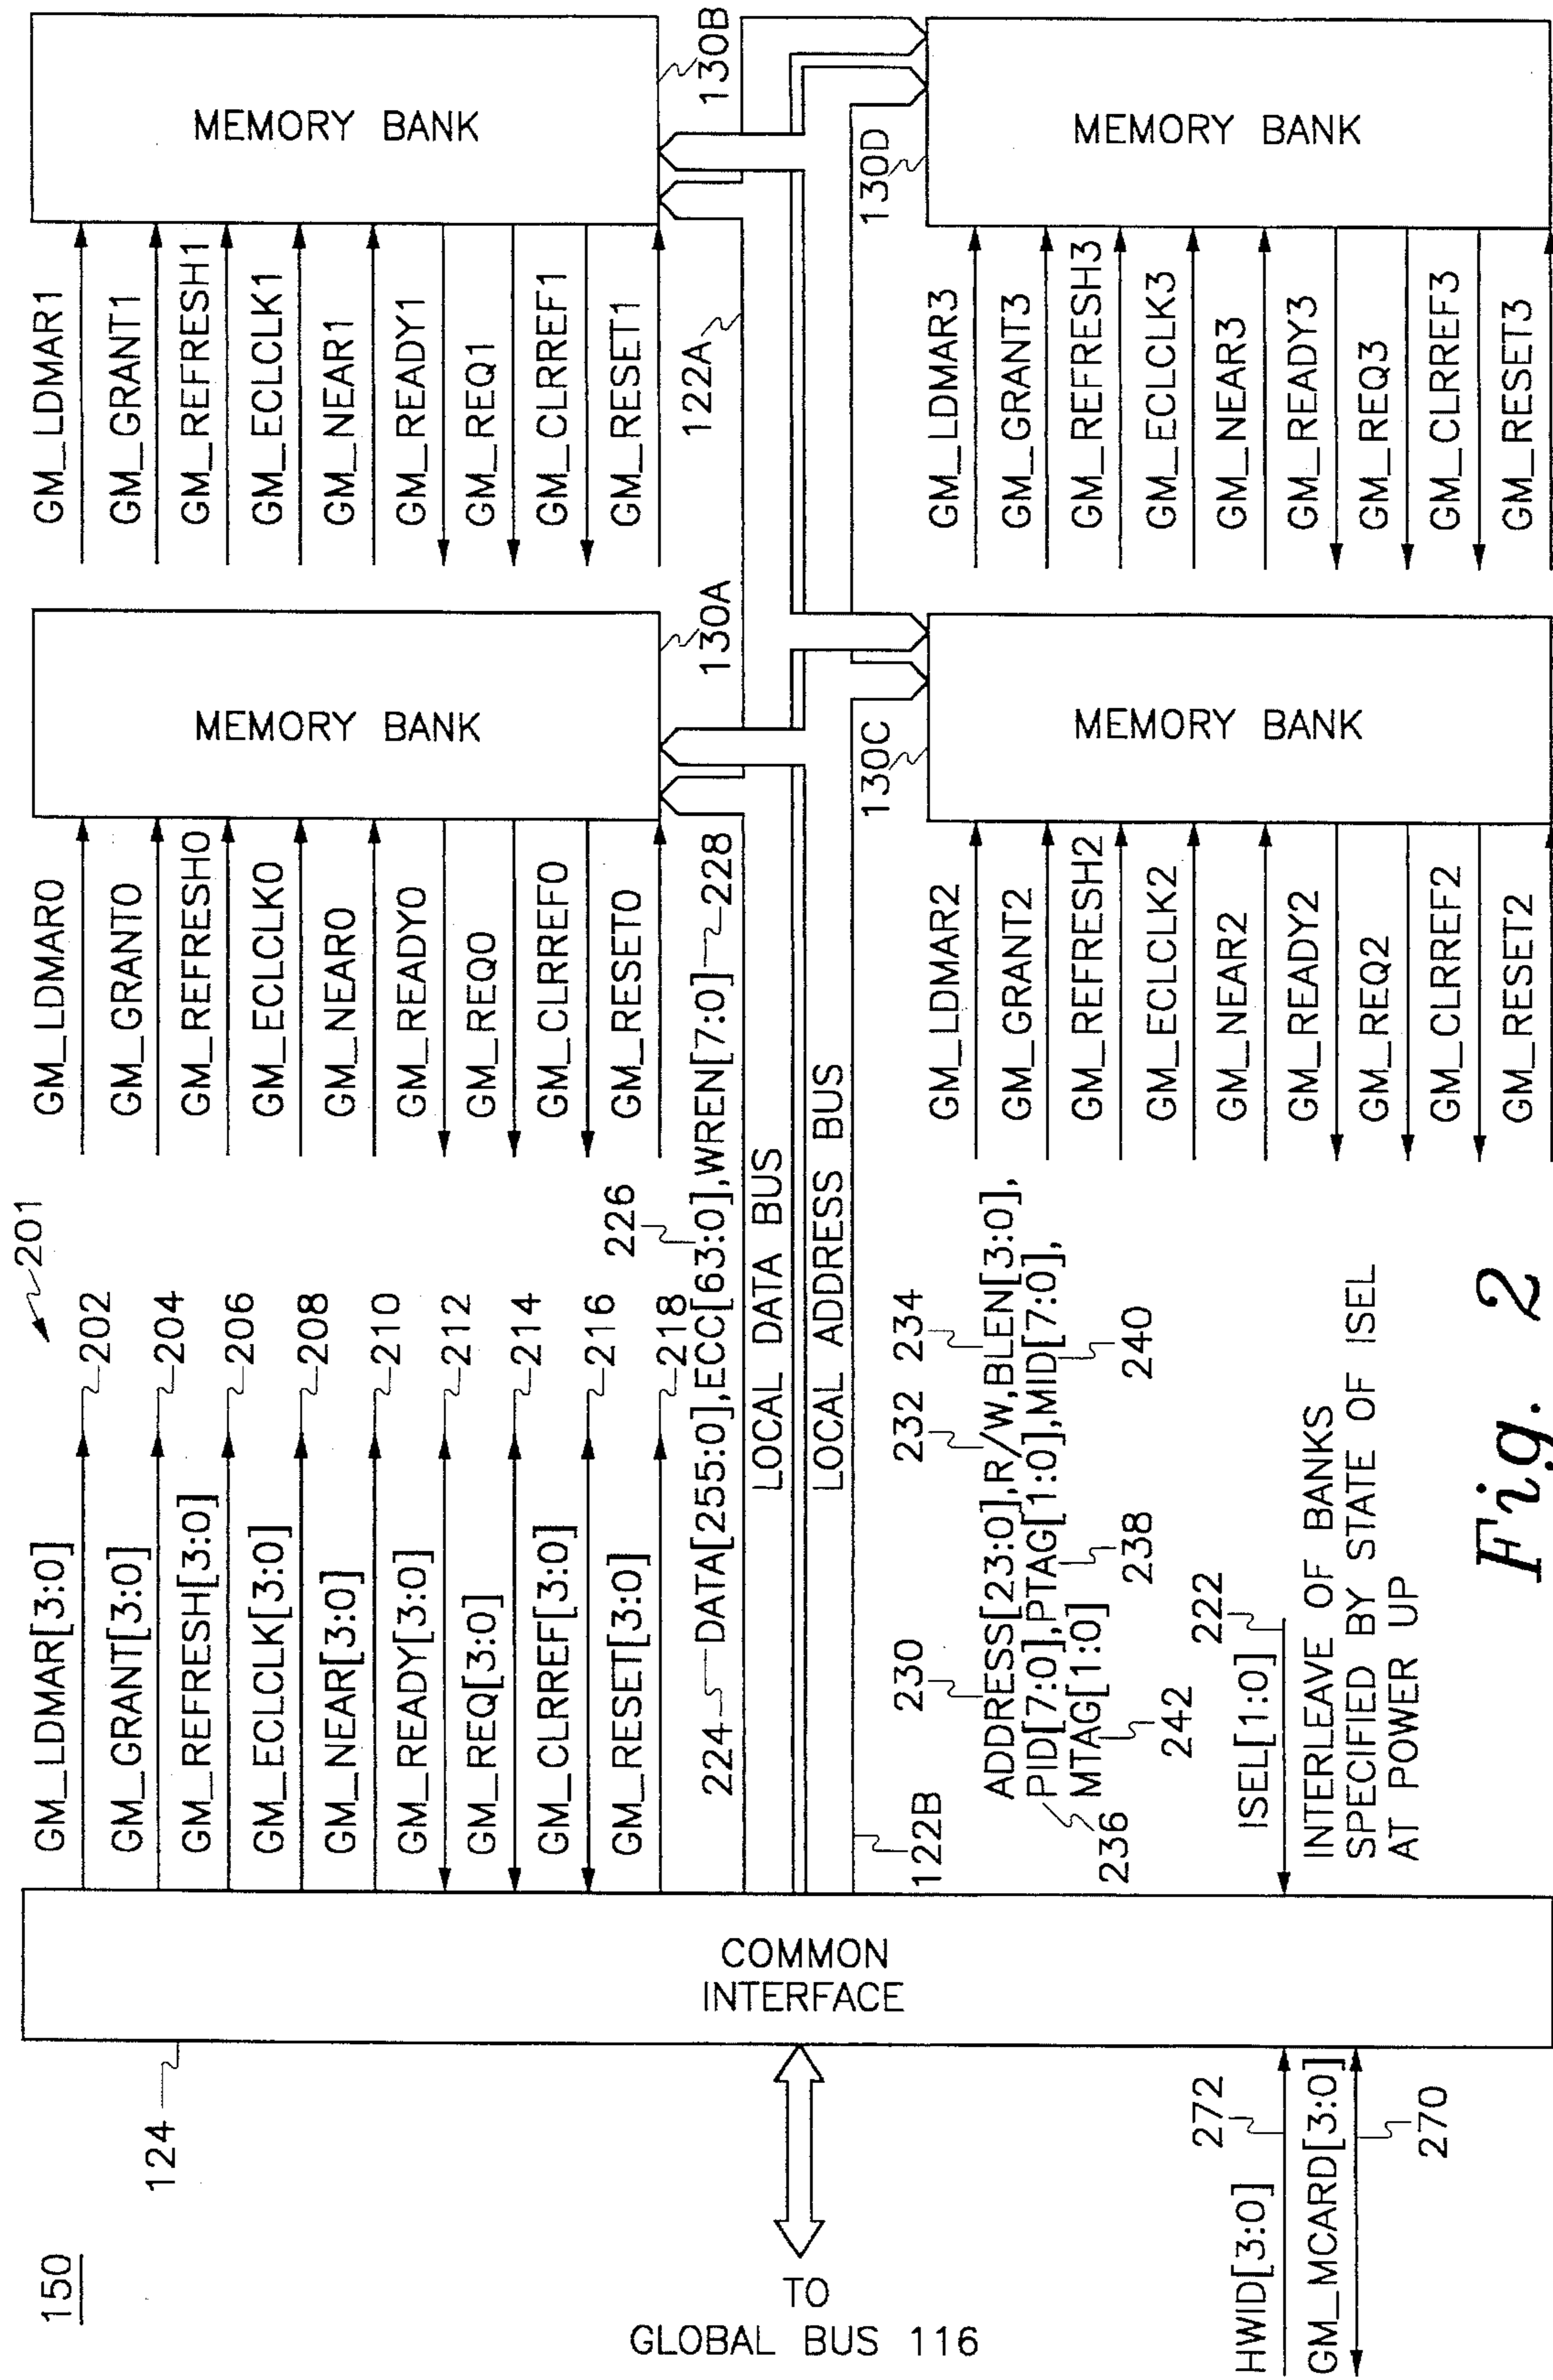 150
124
COMMON
INTERFACE
TO
GLOBAL BUS 116
HWID[3:0]
272
GM_MCARD[3:0]
270
201
GM_LDMAR[3:0]
202
GM_GRANT[3:0]
204
GM_REFRESH[3:0]
206
GM_ECLCLK[3:0]
208
GM_NEAR[3:0]
210
GM_READY[3:0]
212
GM_REQ[3:0]
214
GM_CLRREF[3:0]
216
GM_RESET[3:0]
218
226
224 DATA[255:0],ECC[63:0],WREN[7:0] 228
LOCAL DATA BUS
LOCAL ADDRESS BUS
122B
230 232 234
ADDRESS[23:0],R/W,BLEN[3:0],
PID[7:0],PTAG[1:0],MID[7:0],
MTAG[1:0]
236 242 238 240
ISEL[1:0]
222
INTERLEAVE OF BANKS
SPECIFIED BY STATE OF ISEL
AT POWER UP
GM_LDMAR0
GM_GRANT0
GM_REFRESH0
GM_ECLCLK0
GM_NEAR0
GM_READY0
GM_REQ0
GM_CLRREF0
GM_RESET0
MEMORY BANK
130A
GM_LDMAR1
GM_GRANT1
GM_REFRESH1
GM_ECLCLK1
GM_NEAR1
GM_READY1
GM_REQ1
GM_CLRREF1
GM_RESET1
122A
MEMORY BANK
130B
GM_LDMAR2
GM_GRANT2
GM_REFRESH2
GM_ECLCLK2
GM_NEAR2
GM_READY2
GM_REQ2
GM_CLRREF2
GM_RESET2
130C
MEMORY BANK
GM_LDMAR3
GM_GRANT3
GM_REFRESH3
GM_ECLCLK3
GM_NEAR3
GM_READY3
GM_REQ3
GM_CLRREF3
GM_RESET3
130D
MEMORY BANK
Fig. 2